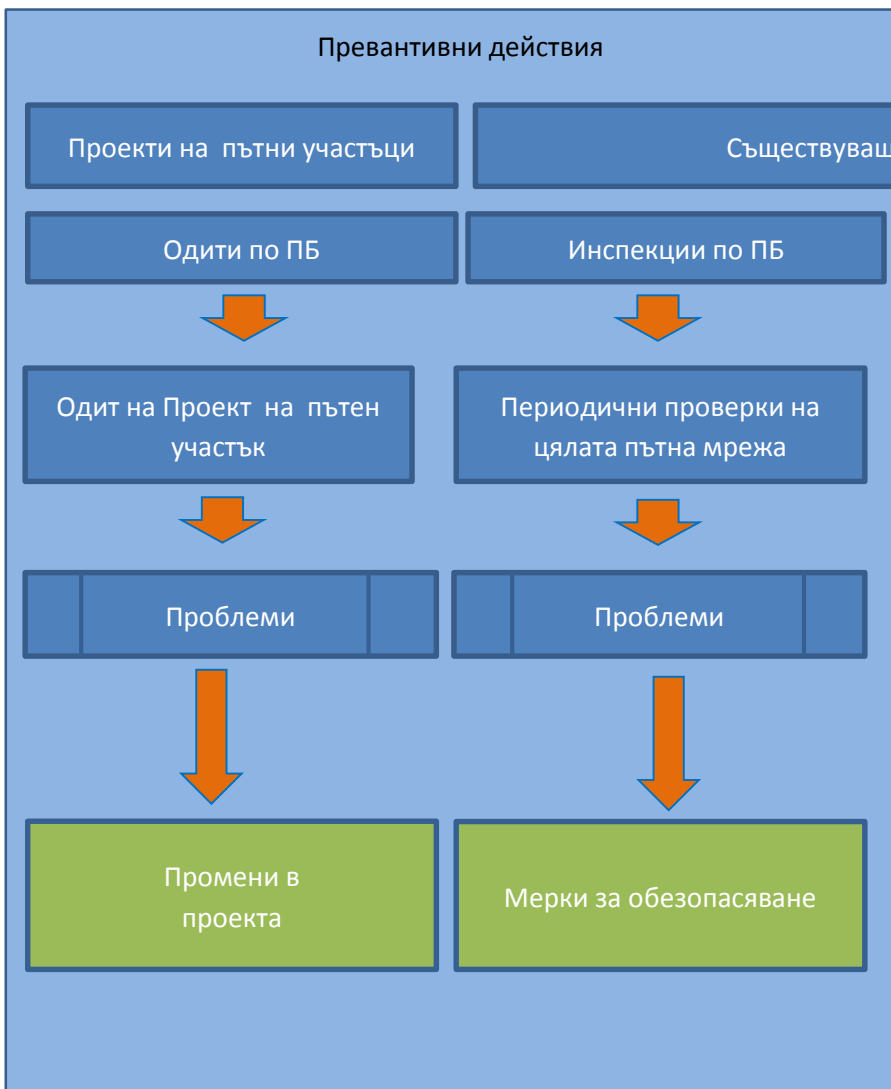 Превантивни действия
Проекти на пътни участъци
Съществуващ
Одити по ПБ
Инспекции по ПБ
Одит на Проект на пътен
участък
Периодични проверки на
цялата пътна мрежа
Проблеми
Проблеми
Промени в
проекта
Мерки за обезопасяване